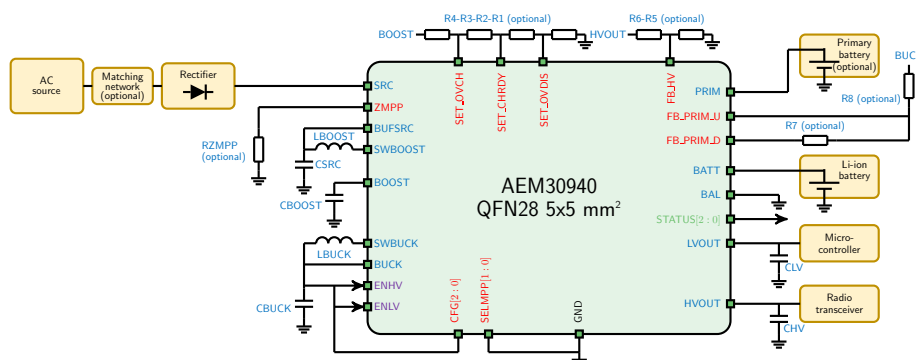 R4-R3-R2-R1 (optional)
R6-R5 (optional)
BOOST
HVOUT
AC
source
Matching
network
(optional)
Rectifier
Primary
battery
(optional)
BUC
SET_OVCH
SET_CHRDY
SET_OVDIS
FB_HV
SRC
ZMPP
BUFSRC
SWBOOST
BOOST
SWBUCK
BUCK
ENHV
ENLV
RZMPP
(optional)
LBOOST
CSRC
CBOOST
LBUCK
CBUCK
AEM30940
QFN28 5x5 mm²
PRIM
FB_PRIM_U
FB_PRIM_D
BATT
BAL
STATUS[2 : 0]
LVOUT
HVOUT
R8 (optional)
R7 (optional)
Li-ion
battery
Micro-
controller
CLV
Radio
transceiver
CHV
CFG[2 : 0]
SELMPP[1 : 0]
GND